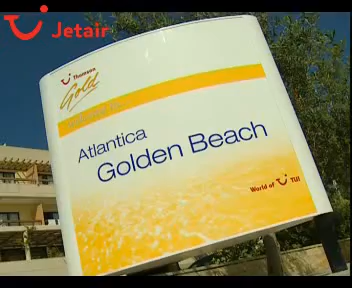 Jetair
Thomson
Gold
Atlantica
Golden Beach
World of TUI